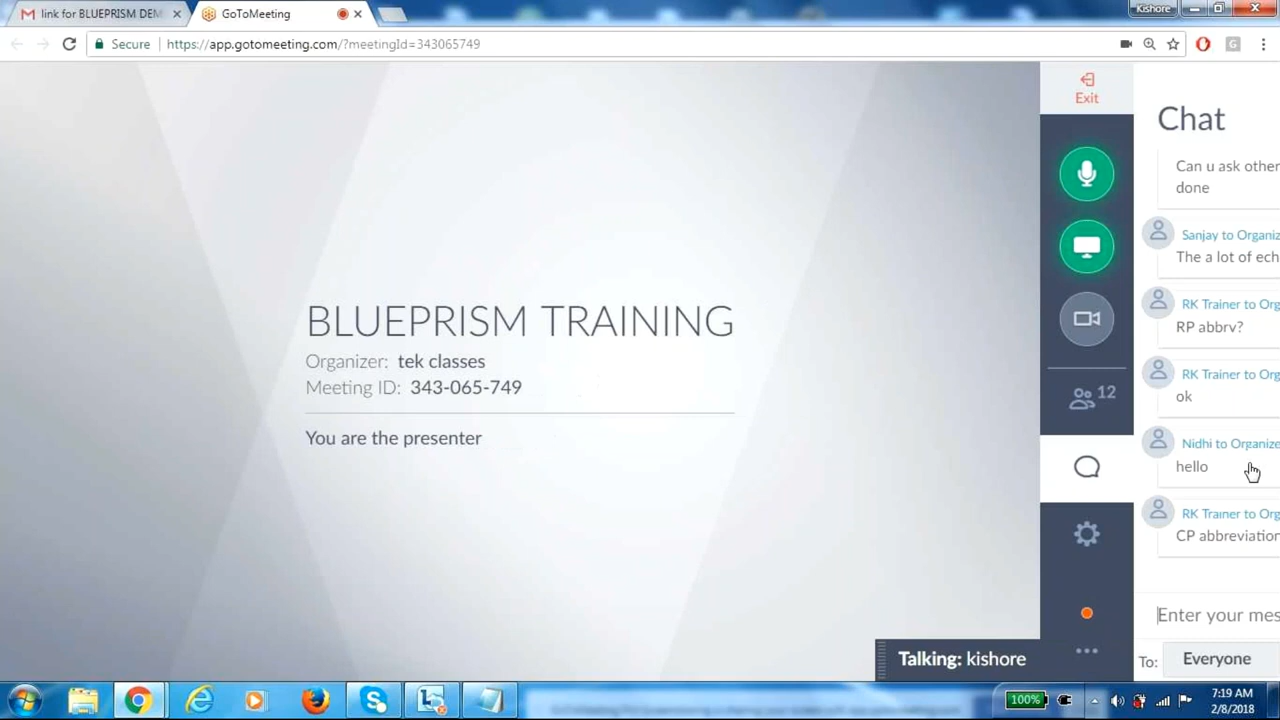 link for BLUEPRISM DEM
GoToMeeting
Kishore
Secure
https://app.gotomeeting.com/?meetingId=343065749
G
Exit
Chat
Can u ask other
done
Sanjay to Organiz
The a lot of ech
RK Trainer to Org
RP abbrv?
RK Trainer to Org
ok
Nidhi to Organize
hello
RK Trainer to Org
CP abbreviation
12
BLUEPRISM TRAINING
Organizer: tek classes
Meeting ID: 343-065-749
You are the presenter
Enter your mes
Talking: kishore
To:
Everyone
100%
7:19 AM
2/8/2018